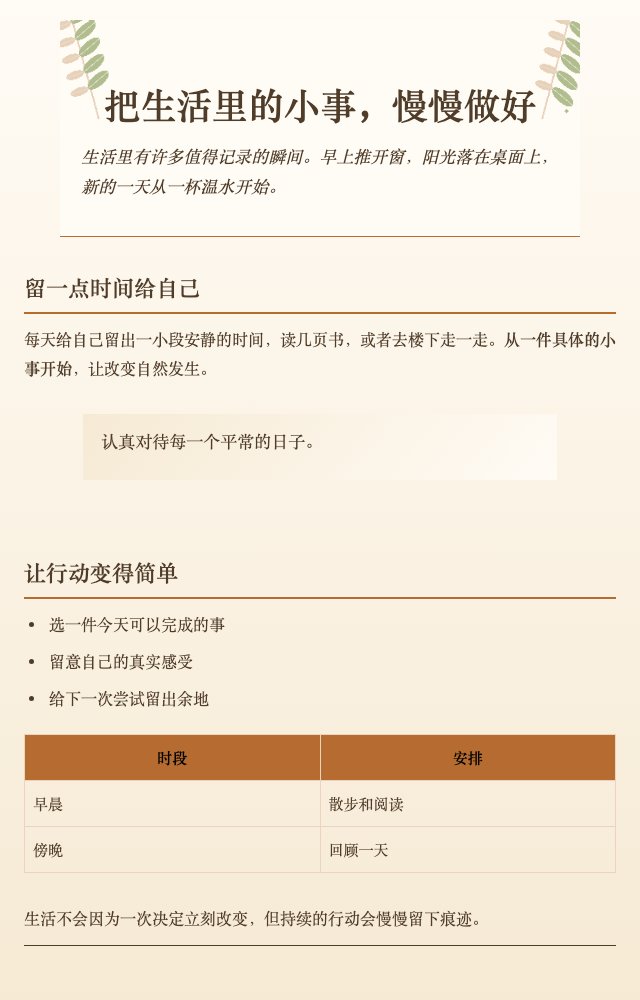 把生活里的小事，慢慢做好
生活里有许多值得记录的瞬间。早上推开窗，阳光落在桌面上，
新的一天从一杯温水开始。
留一点时间给自己
每天给自己留出一小段安静的时间，读几页书，或者去楼下走一走。从一件具体的小
事开始，让改变自然发生。
认真对待每一个平常的日子。
让行动变得简单
• 选一件今天可以完成的事
• 留意自己的真实感受
• 给下一次尝试留出余地
时段 安排
早晨 散步和阅读
傍晚 回顾一天
生活不会因为一次决定立刻改变，但持续的行动会慢慢留下痕迹。